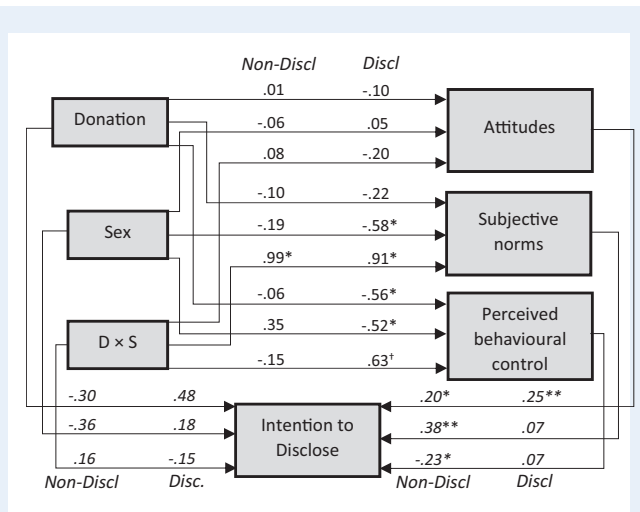 Non-Discl Discl
.01 -.10
Donation
-.06 .05
Attitudes
.08 -.20
-.10 -.22
Sex
-.19 -.58*
Subjective
norms
.99* .91*
-.06 -.56*
D × S
.35 -.52*
Perceived
behavioural
control
-.15 .63†
-.30 .48
Intention to
Disclose
.20* .25**
-.36 .18
.38** .07
.16 -.15
-.23* .07
Non-Discl Disc.
Non-Discl Discl